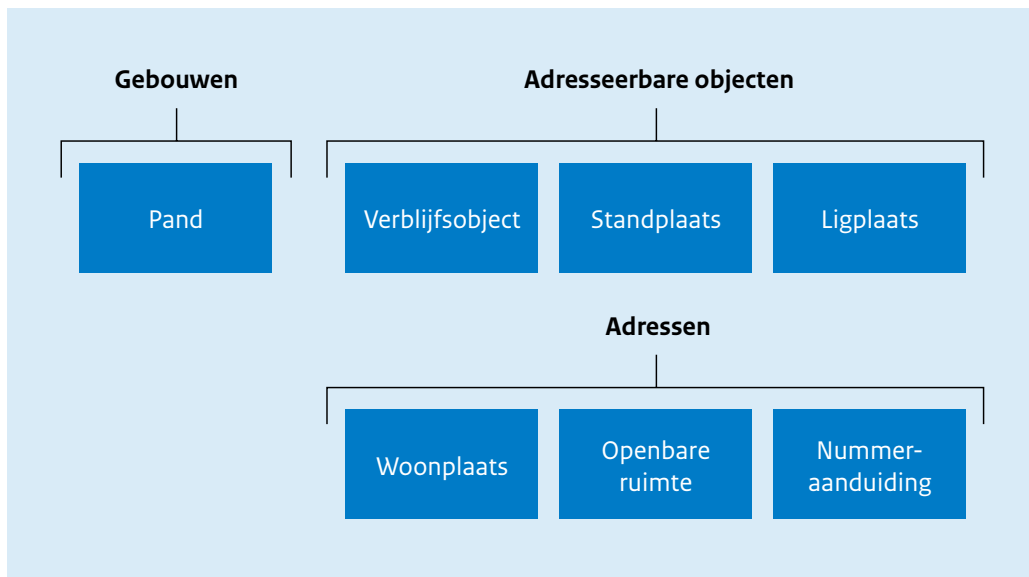 Gebouwen
Adresseerbare objecten
Pand
Verblijfsobject
Standplaats
Ligplaats
Adressen
Woonplaats
Openbare
ruimte
Nummer-
aanduiding